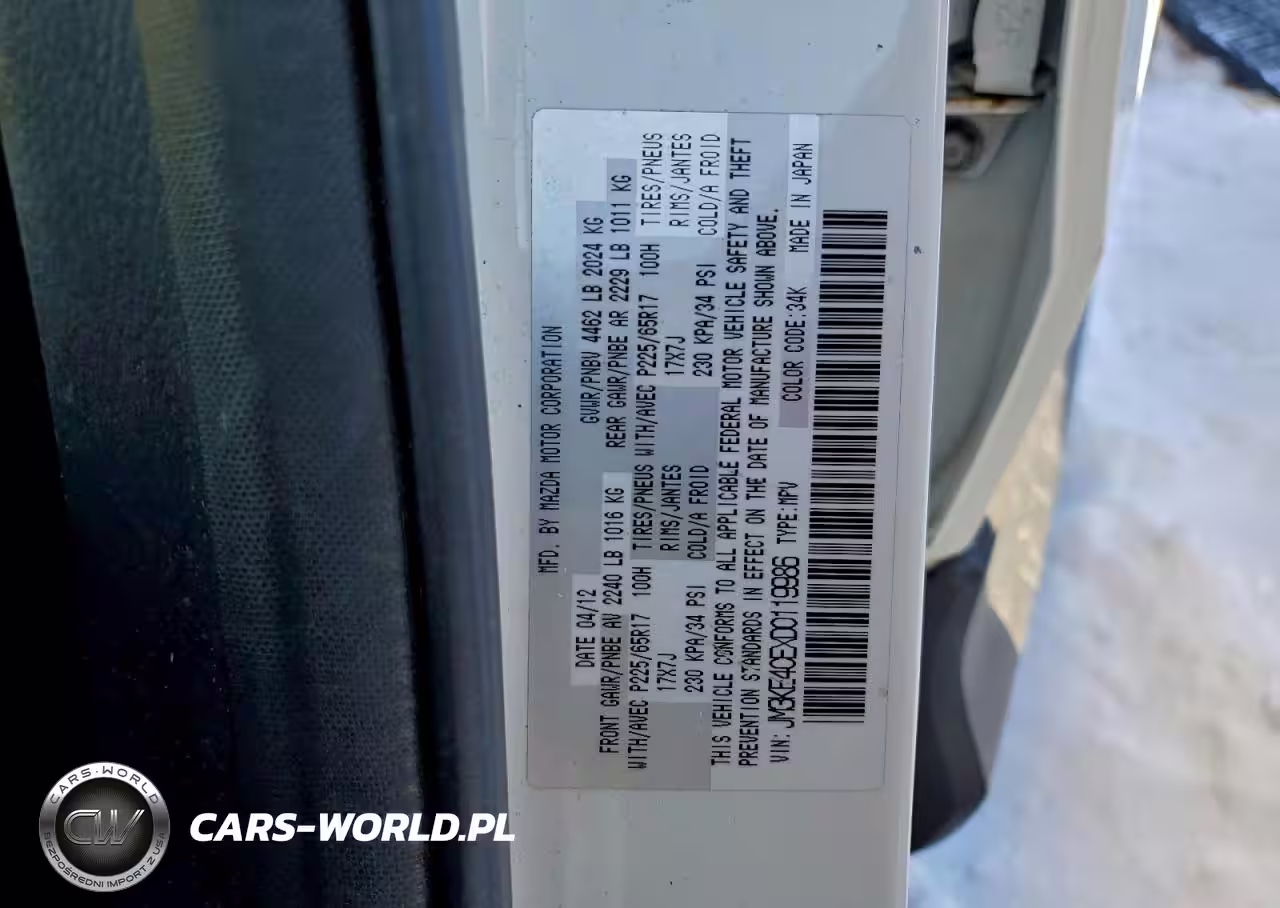 MFD. BY MAZDA MOTOR CORPORATION
DATE 04/12 GVWR/PNBV 4462 LB 2024 KG
FRONT GAWR/PNBE AV 2240 LB 1016 KG REAR GAWR/PNBE AR 2229 LB 1011 KG
WITH/AVEC P225/65R17 100H TIRES/PNEUS WITH/AVEC P225/65R17 100H TIRES/PNEUS
17X7J RIMS/JANTES 17X7J RIMS/JANTES
230 KPA/34 PSI COLD/A FROID 230 KPA/34 PSI COLD/A FROID
THIS VEHICLE CONFORMS TO ALL APPLICABLE FEDERAL MOTOR VEHICLE SAFETY AND THEFT
PREVENTION STANDARDS IN EFFECT ON THE DATE OF MANUFACTURE SHOWN ABOVE.
VIN: JM3KE4CEXD0119986 TYPE:MPV COLOR CODE:34K MADE IN JAPAN
CARS-WORLD
CW
BEZPOŚREDNI IMPORT Z USA
CARS-WORLD.PL